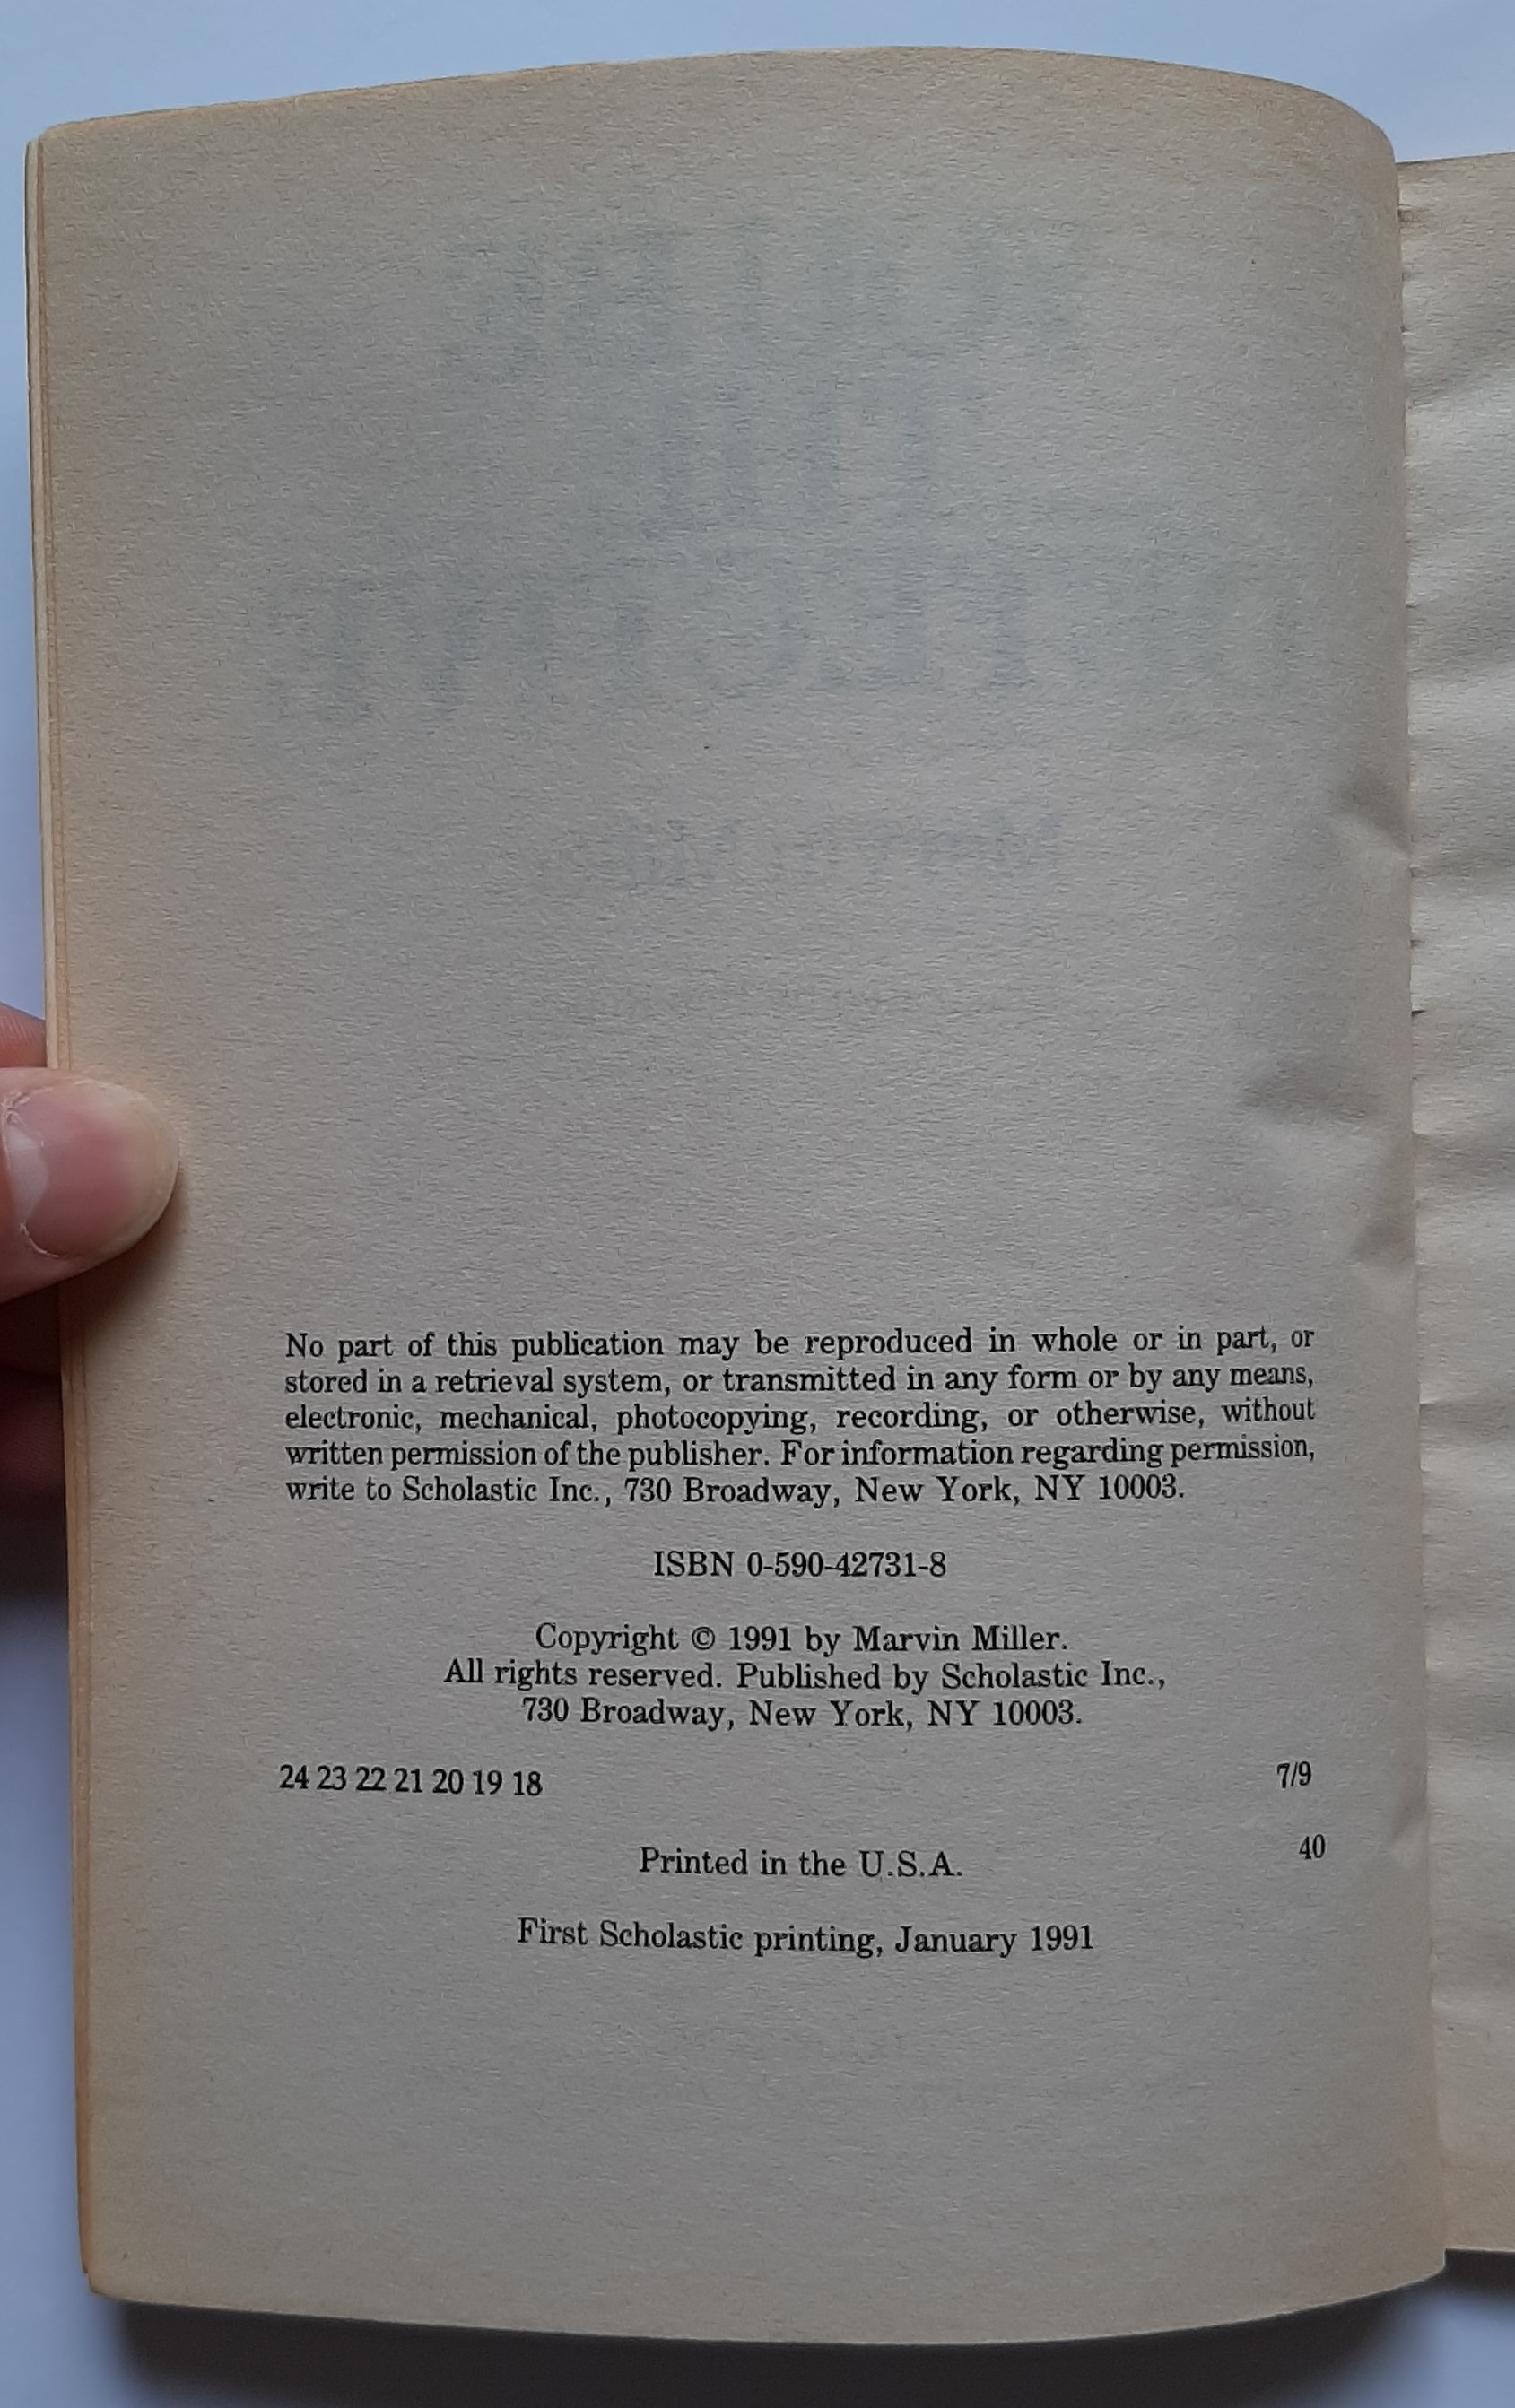 No part of this publication may be reproduced in whole or in part, or
stored in a retrieval system, or transmitted in any form or by any means,
electronic, mechanical, photocopying, recording, or otherwise, without
written permission of the publisher. For information regarding permission,
write to Scholastic Inc., 730 Broadway, New York, NY 10003.
ISBN 0-590-42731-8
Copyright © 1991 by Marvin Miller.
All rights reserved. Published by Scholastic Inc.,
730 Broadway, New York, NY 10003.
24 23 22 21 20 19 18 7/9
40
Printed in the U.S.A.
First Scholastic printing, January 1991